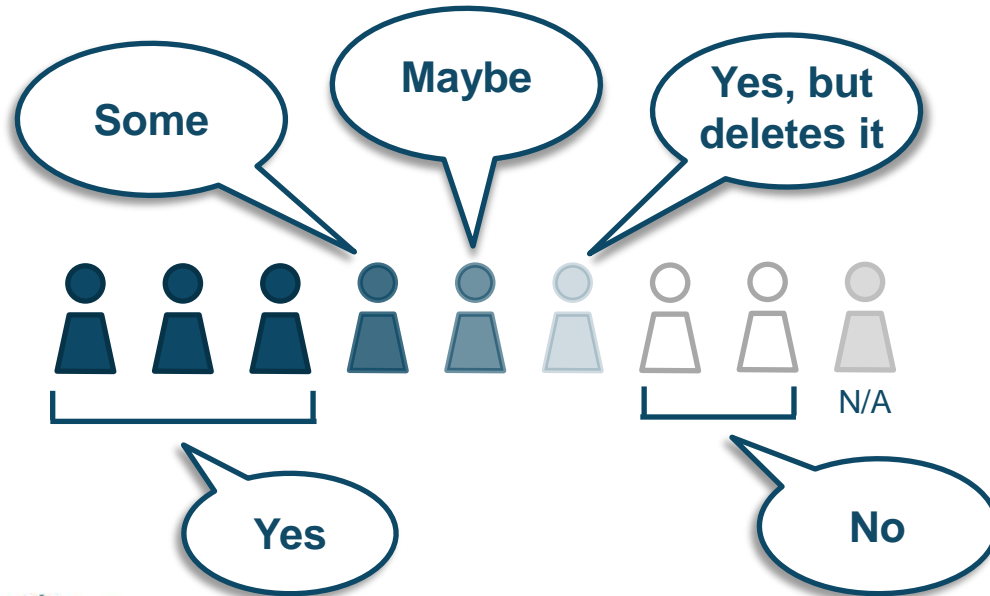 Some
Maybe
Yes, but
deletes it
N/A
Yes
No